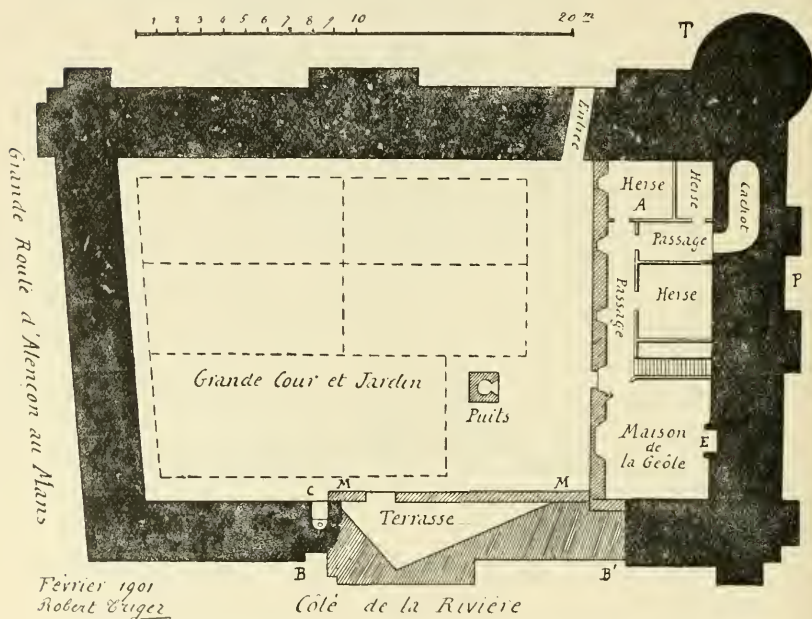 1 2 3 4 5 6 7 8 9 10 20 m
T
Entrée
Herse
A
Herse
Cachot
Passage
Passage
Herse
P
Grande Route d'Alençon au Mans
Grande Cour et Jardin
Puits
Maison
de
la Geôle
E
C
M
M
Terrasse
B
B'
Février 1901
Robert Triger
Côté de la Rivière